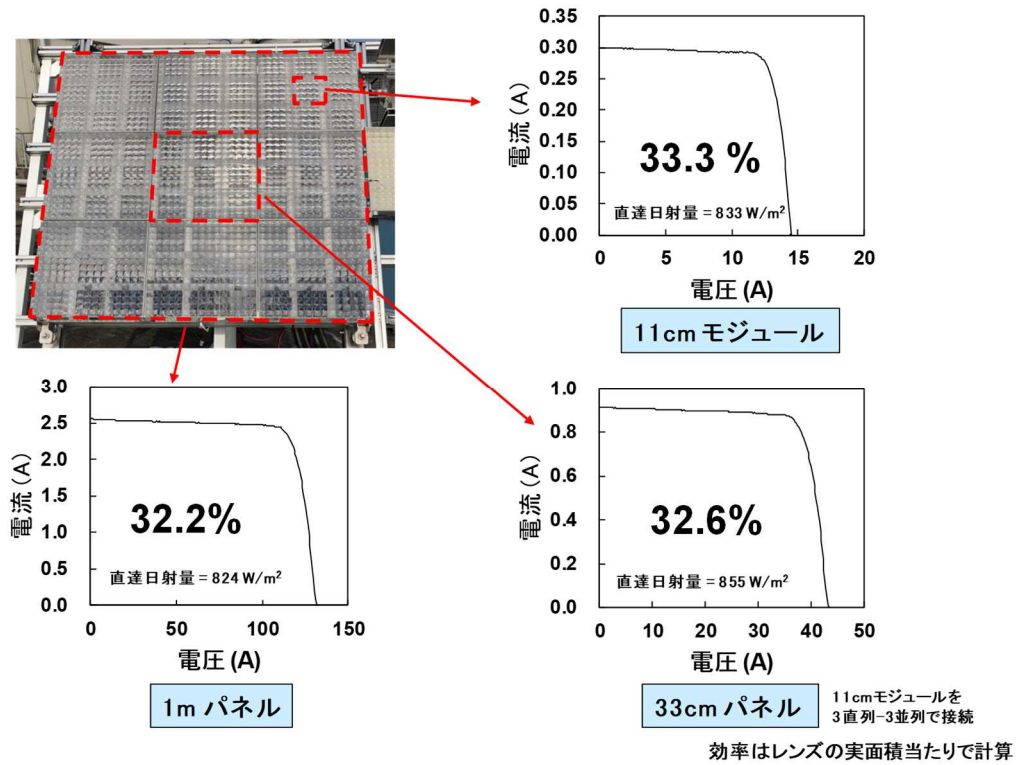 0.35
0.30
0.25
0.20
0.15
0.10
0.05
0.00
電流(A)
33.3 %
直達日射量 = 833 W/m²
0 5 10 15 20
電圧 (A)
11cm モジュール
3.0
2.5
2.0
1.5
1.0
0.5
0.0
電流(A)
32.2%
直達日射量 = 824 W/m²
0 50 100 150
電圧 (A)
1m パネル
1.0
0.8
0.6
0.4
0.2
0.0
電流(A)
32.6%
直達日射量 = 855 W/m²
0 10 20 30 40 50
電圧 (A)
33cm パネル
11cmモジュールを
3直列-3並列で接続
効率はレンズの実面積当たりで計算